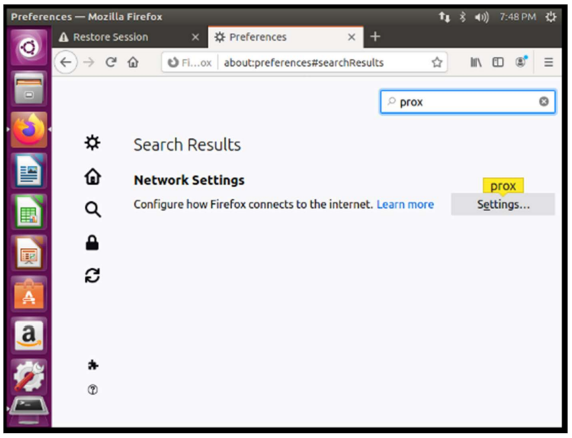 Preferences — Mozilla Firefox
7:48 PM
Restore Session
Preferences
Fi...ox
about:preferences#searchResults
prox
Search Results
Network Settings
prox
Configure how Firefox connects to the internet. Learn more
Settings...